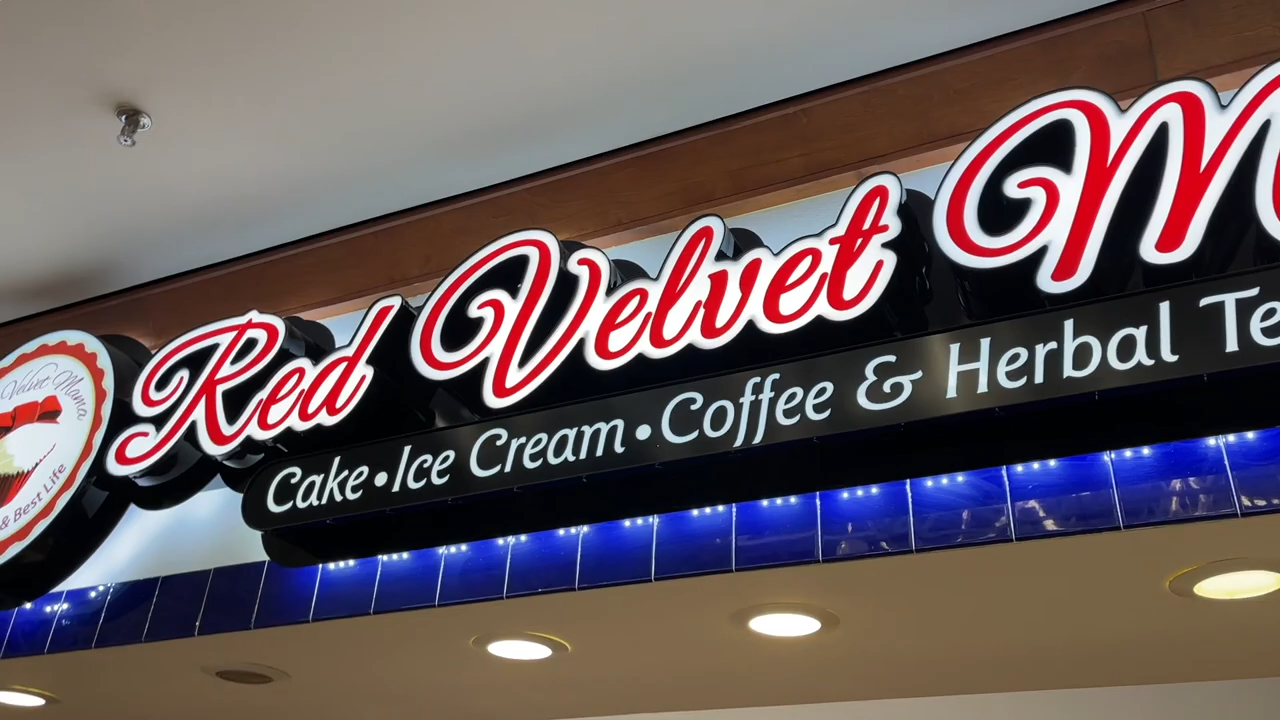 Velvet Mama
& Best Life
Red Velvet M
Cake•Ice Cream•Coffee & Herbal Te